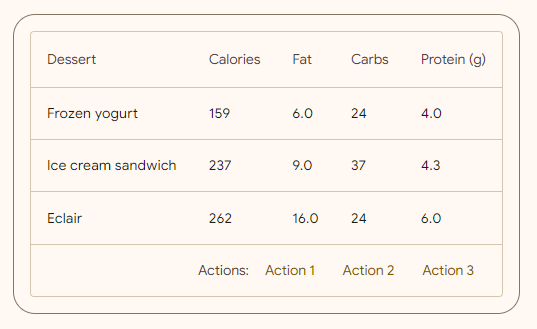 Dessert Calories Fat Carbs Protein (g)
Frozen yogurt 159 6.0 24 4.0
Ice cream sandwich 237 9.0 37 4.3
Eclair 262 16.0 24 6.0
Actions: Action 1 Action 2 Action 3